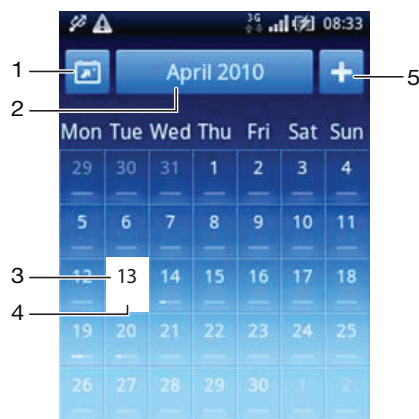 3G 08:33
1 April 2010 5
2
Mon Tue Wed Thu Fri Sat Sun
29 30 31 1 2 3 4
5 6 7 8 9 10 11
3 12 13 14 15 16 17 18
4
19 20 21 22 23 24 25
26 27 28 29 30 1 2